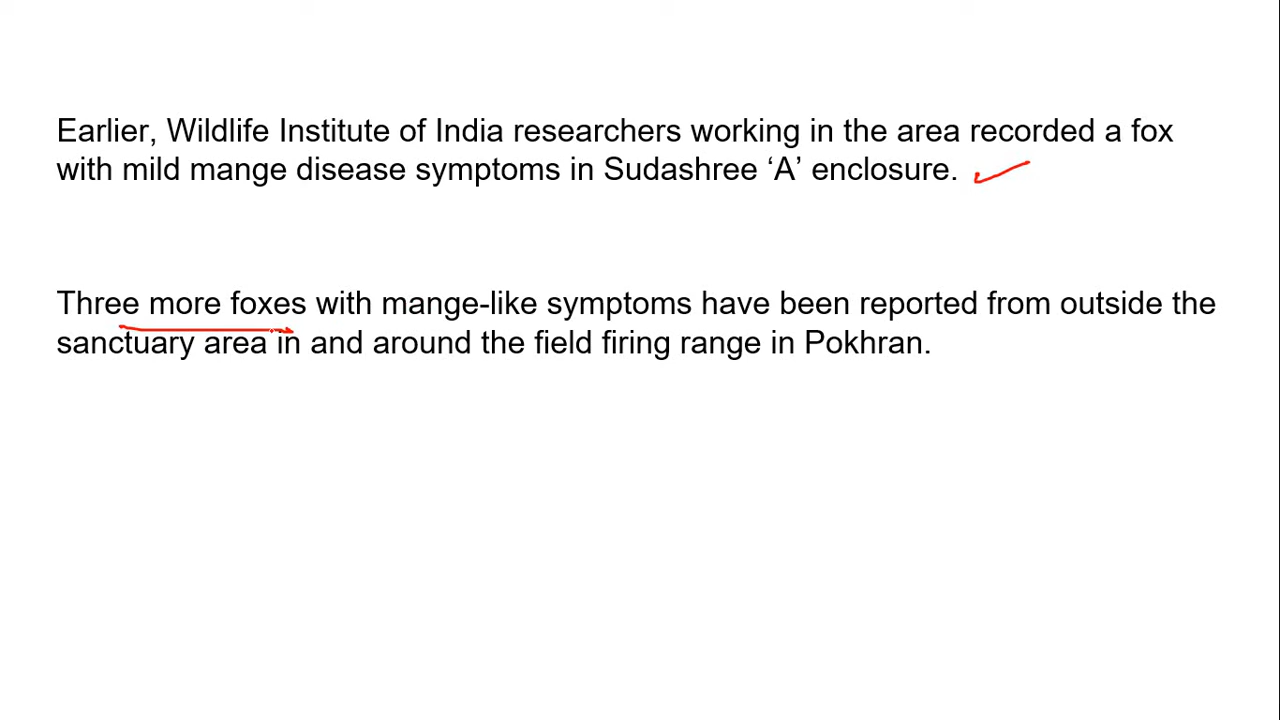 Earlier, Wildlife Institute of India researchers working in the area recorded a fox
with mild mange disease symptoms in Sudashree ‘A’ enclosure.
Three more foxes with mange-like symptoms have been reported from outside the
sanctuary area in and around the field firing range in Pokhran.